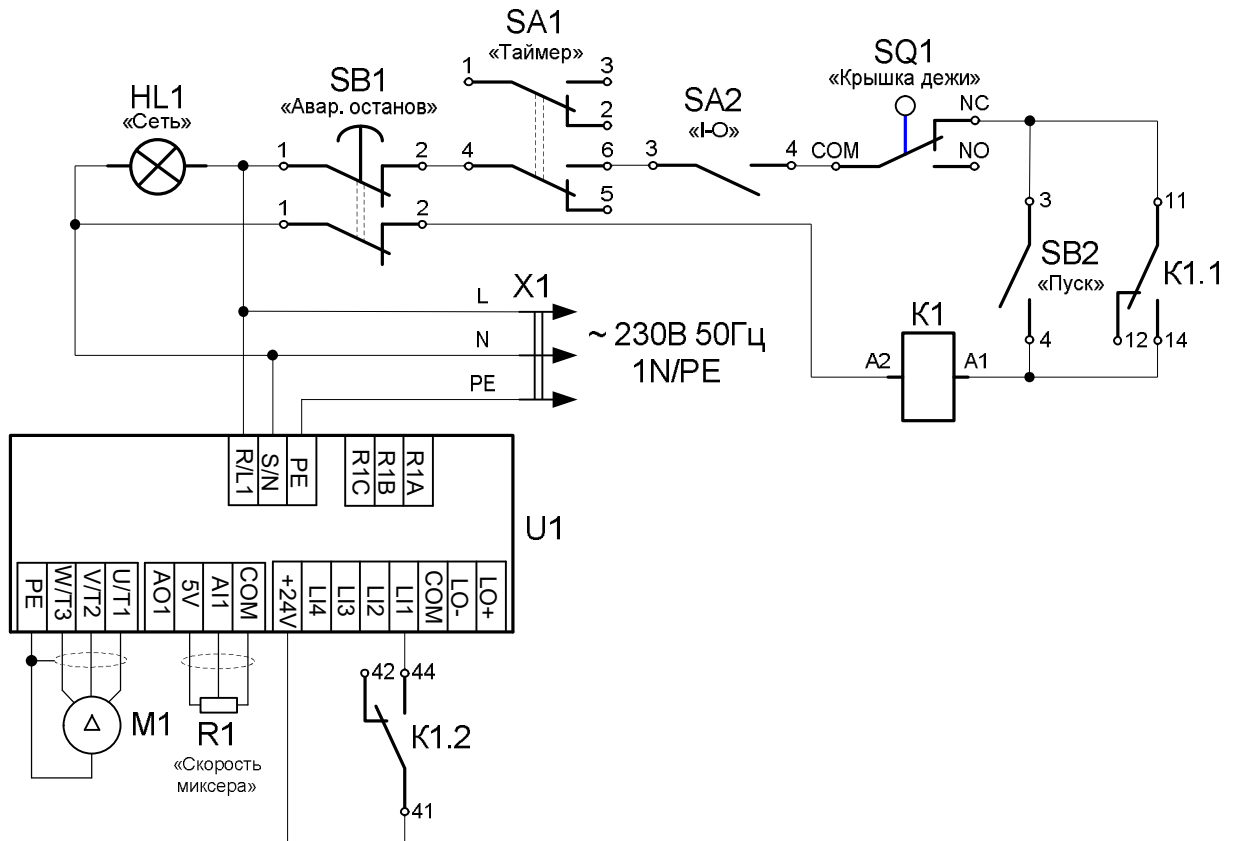 SA1
«Таймер»
1
3
2
HL1
«Сеть»
SB1
«Авар. останов»
1
2
4
6
5
SA2
«I-O»
3
4
SQ1
«Крышка дежи»
COM
NC
NO
1
2
3
SB2
«Пуск»
4
11
К1.1
12
14
К1
A2
A1
X1
L
N
PE
~ 230В 50Гц
1N/PE
R/L1
S/N
PE
R1C
R1B
R1A
U1
PE
W/T3
V/T2
U/T1
AO1
5V
AI1
COM
+24V
LI4
LI3
LI2
LI1
COM
LO-
LO+
M1
R1
«Скорость
миксера»
42
44
К1.2
41